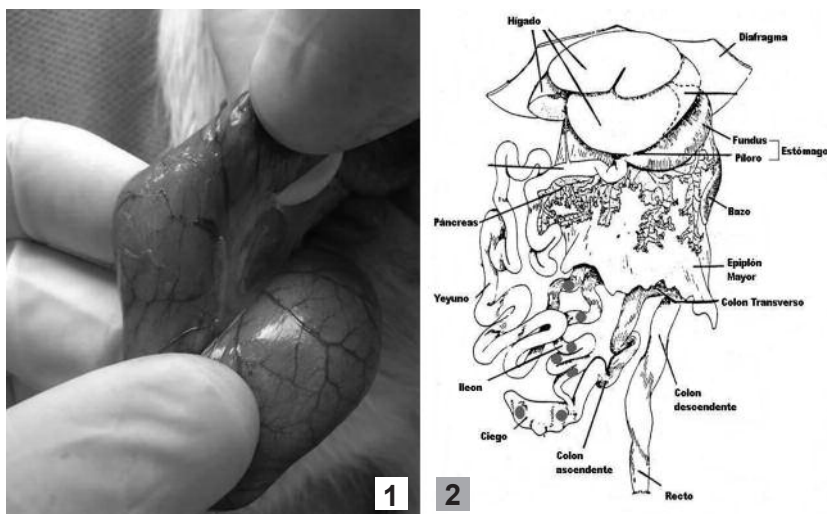 Hígado
Diafragma
Fundus
Estómago
Píloro
Páncreas
Bazo
Epiplón
Mayor
Yeyuno
Colon Transverso
Ileon
Colon
descendente
Ciego
Colon
ascendente
Recto
1
2